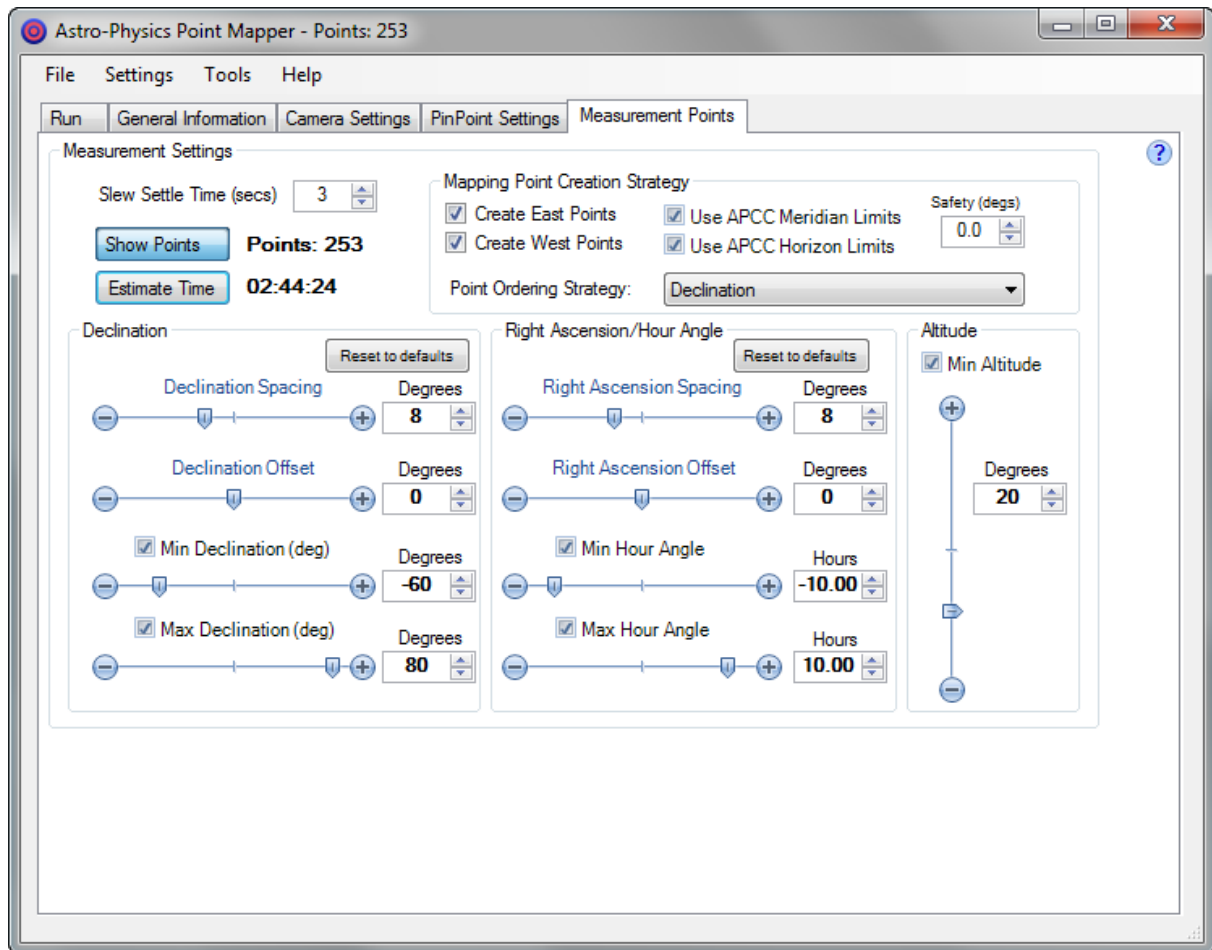 Astro-Physics Point Mapper - Points: 253
File Settings Tools Help
Run General Information Camera Settings PinPoint Settings Measurement Points
Measurement Settings
?
Slew Settle Time (secs) 3
Show Points Points: 253
Estimate Time 02:44:24
Mapping Point Creation Strategy
Create East Points Use APCC Meridian Limits
Create West Points Use APCC Horizon Limits
Safety (degs)
0.0
Point Ordering Strategy: Declination
Declination
Reset to defaults
Declination Spacing Degrees
8
Declination Offset Degrees
0
Min Declination (deg) Degrees
-60
Max Declination (deg) Degrees
80
Right Ascension/Hour Angle
Reset to defaults
Right Ascension Spacing Degrees
8
Right Ascension Offset Degrees
0
Min Hour Angle Hours
-10.00
Max Hour Angle Hours
10.00
Altitude
Min Altitude
Degrees
20